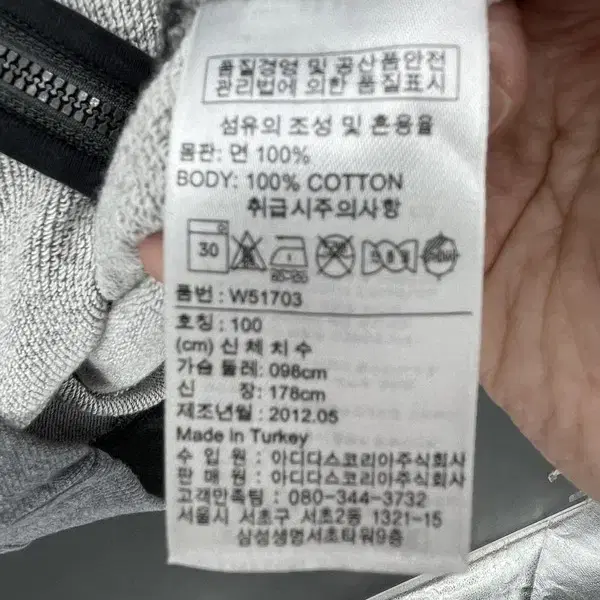 품질경영 및 공산품안전
관리법에 의한 품질표시
섬유의 조성 및 혼용율
몸판: 면 100%
BODY: 100% COTTON
취급시주의사항
30
80-120
품번 : W51703
호칭 : 100
(cm) 신체치수
가슴 둘레: 098cm
신 장: 178cm
제조년월 : 2012.05
Made In Turkey
수 입 원 : 아디다스코리아주식회사
판 매 원 : 아디다스코리아주식회사
고객만족팀 : 080-344-3732
서울시 서초구 서초2동 1321-15
삼성생명서초타워9층